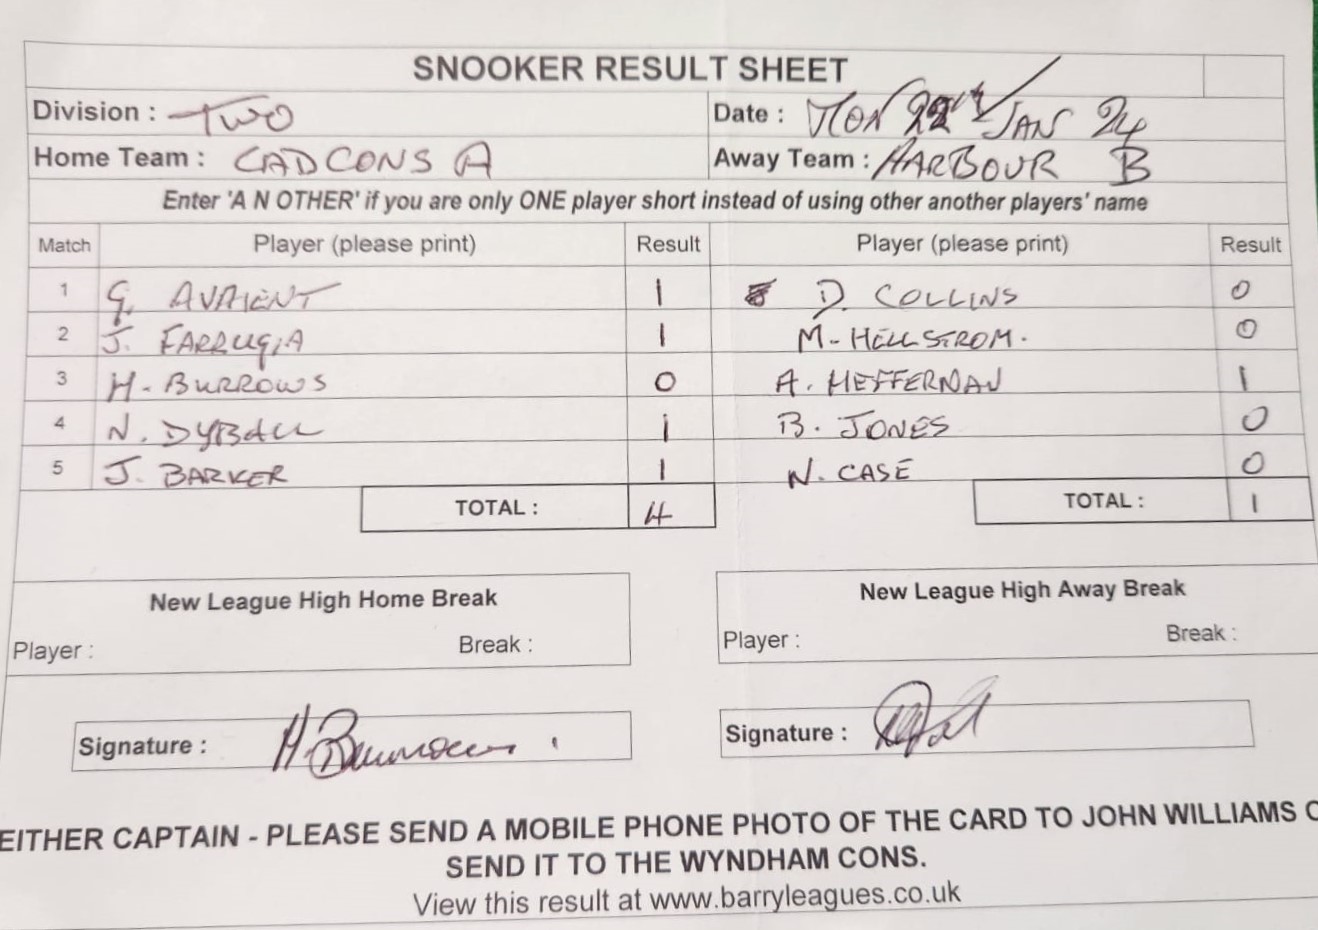 SNOOKER RESULT SHEET
Division : TWO Date : MON 22nd JAN 24
Home Team : CADCONS A Away Team : HARBOUR B
Enter 'A N OTHER' if you are only ONE player short instead of using other another players' name
Match Player (please print) Result Player (please print) Result
1 G. AVAIENT 1 D. COLLINS 0
2 J. FARRUGIA 1 M. HELLSTROM. 0
3 H. BURROWS 0 A. HEFFERNAN 1
4 N. DYBALL 1 B. JONES 0
5 J. BARKER 1 N. CASE 0
TOTAL : 4 TOTAL : 1
New League High Home Break New League High Away Break
Player : Break : Player : Break :
Signature : H. Burrows Signature :
EITHER CAPTAIN - PLEASE SEND A MOBILE PHONE PHOTO OF THE CARD TO JOHN WILLIAMS
SEND IT TO THE WYNDHAM CONS.
View this result at www.barryleagues.co.uk